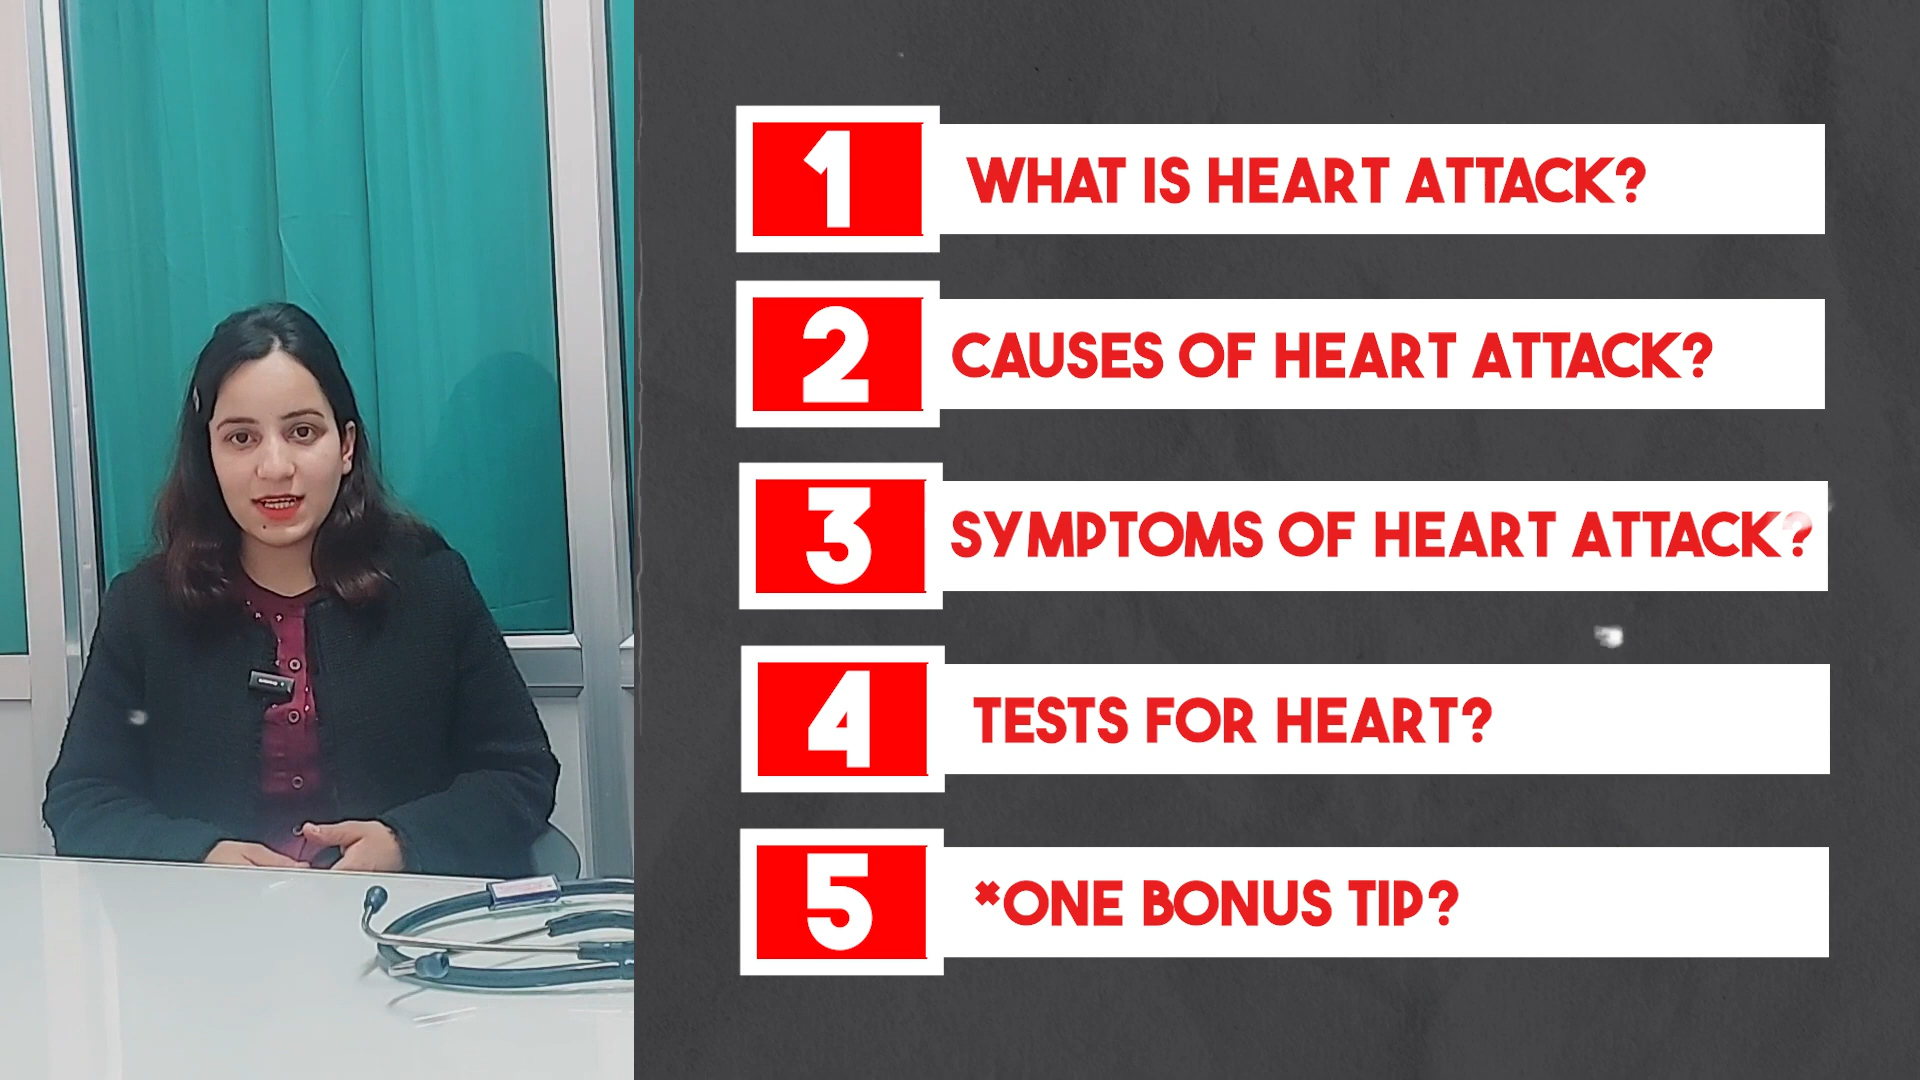 1 WHAT IS HEART ATTACK?
2 CAUSES OF HEART ATTACK?
3 SYMPTOMS OF HEART ATTACK?
4 TESTS FOR HEART?
5 *ONE BONUS TIP?